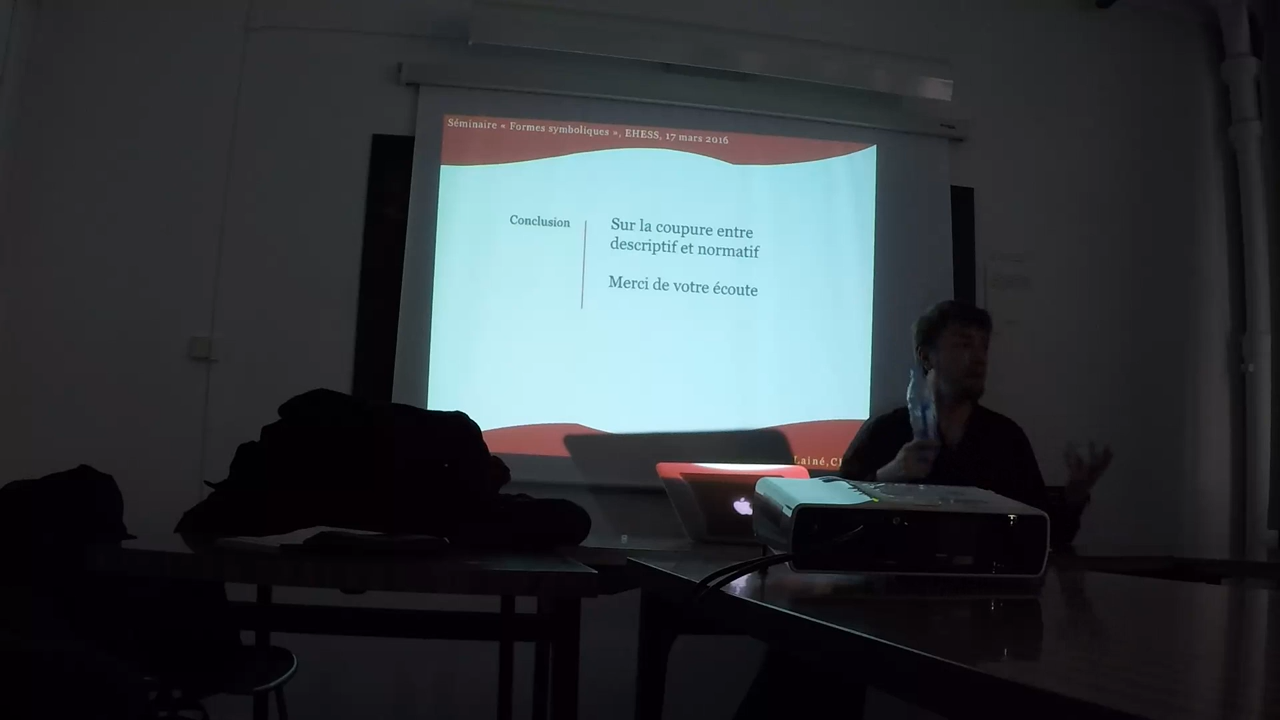 Séminaire « Formes symboliques », EHESS, 17 mars 2016
Conclusion
Sur la coupure entre
descriptif et normatif
Merci de votre écoute
Lainé,